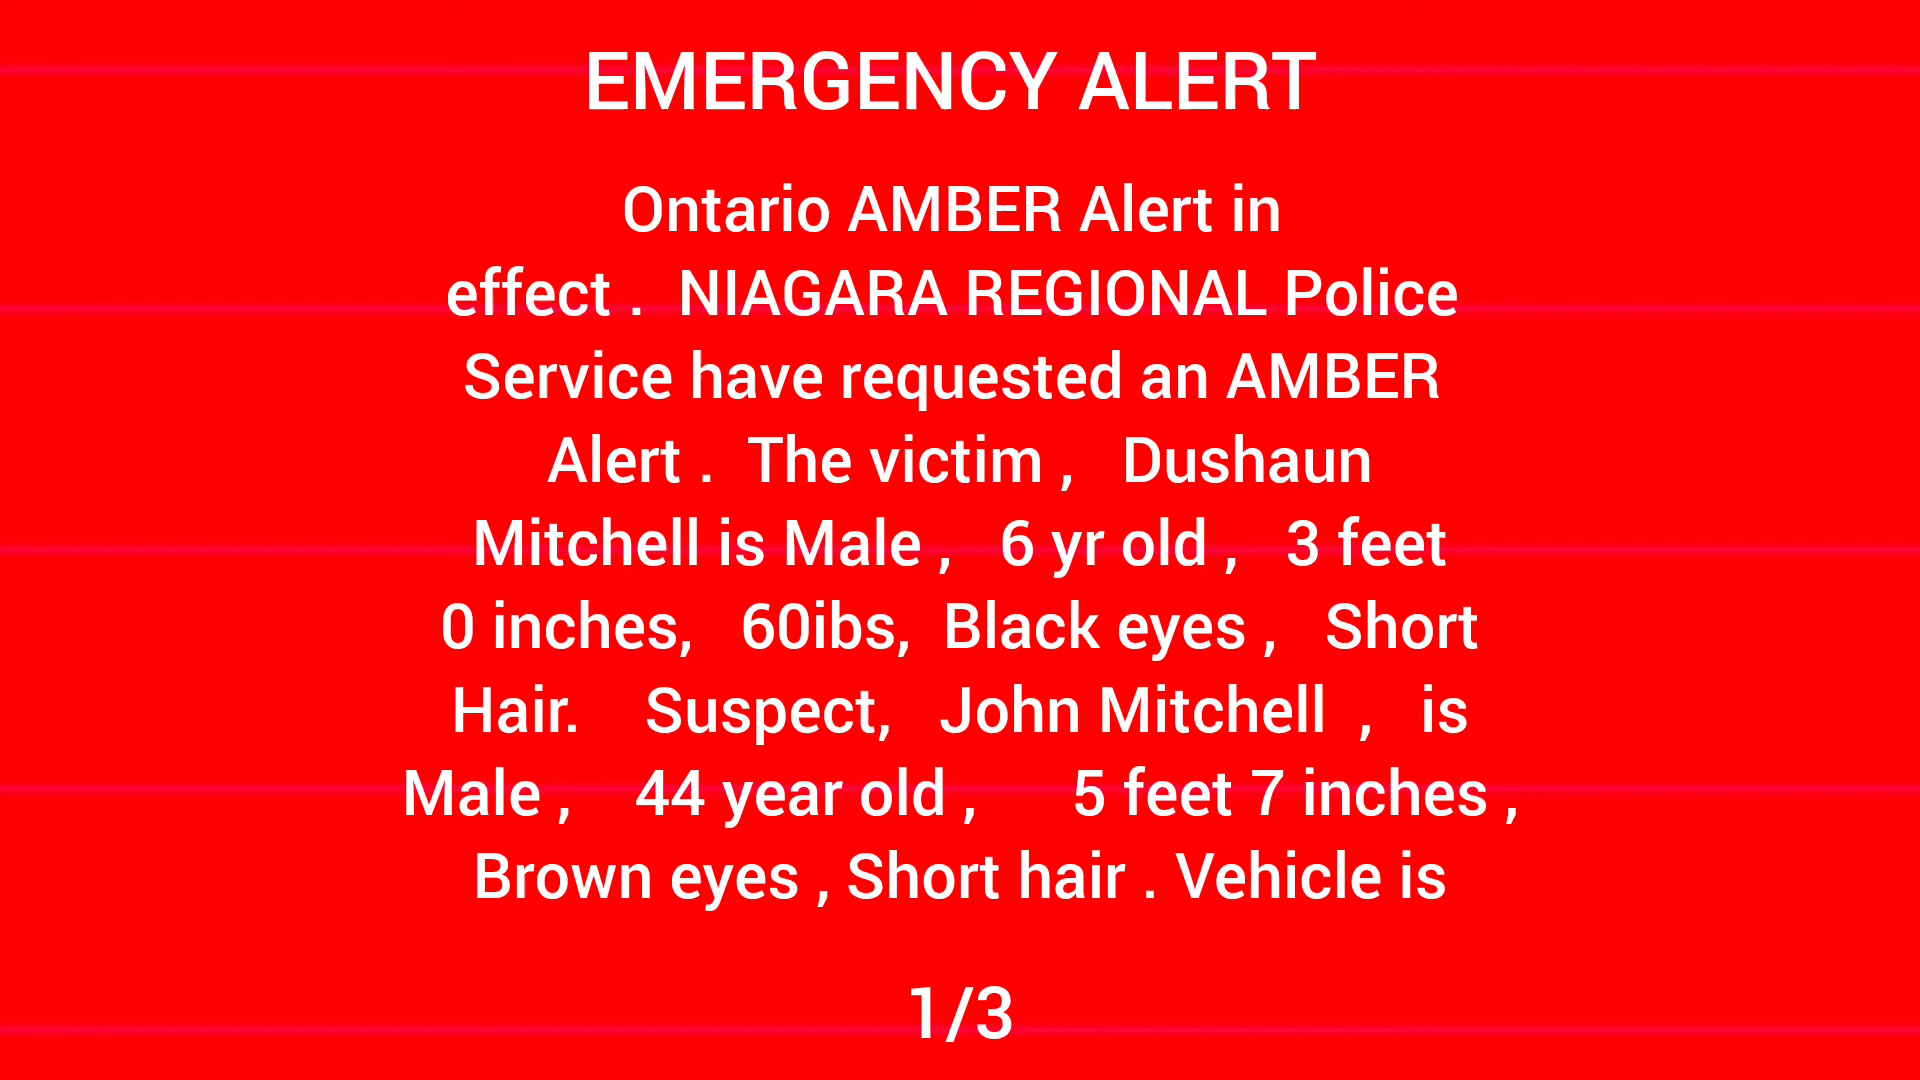 EMERGENCY ALERT
Ontario AMBER Alert in
effect .  NIAGARA REGIONAL Police
Service have requested an AMBER
Alert .  The victim ,   Dushaun
Mitchell is Male ,   6 yr old ,   3 feet
0 inches,   60ibs,  Black eyes ,   Short
Hair.    Suspect,   John Mitchell  ,   is
Male ,    44 year old ,      5 feet 7 inches ,
Brown eyes , Short hair . Vehicle is
1/3